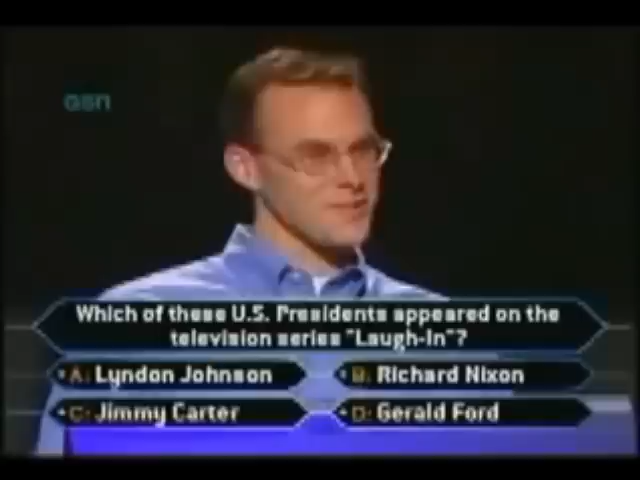 GSN
Which of these U.S. Presidents appeared on the
television series "Laugh-In"?
A: Lyndon Johnson
B: Richard Nixon
C: Jimmy Carter
D: Gerald Ford